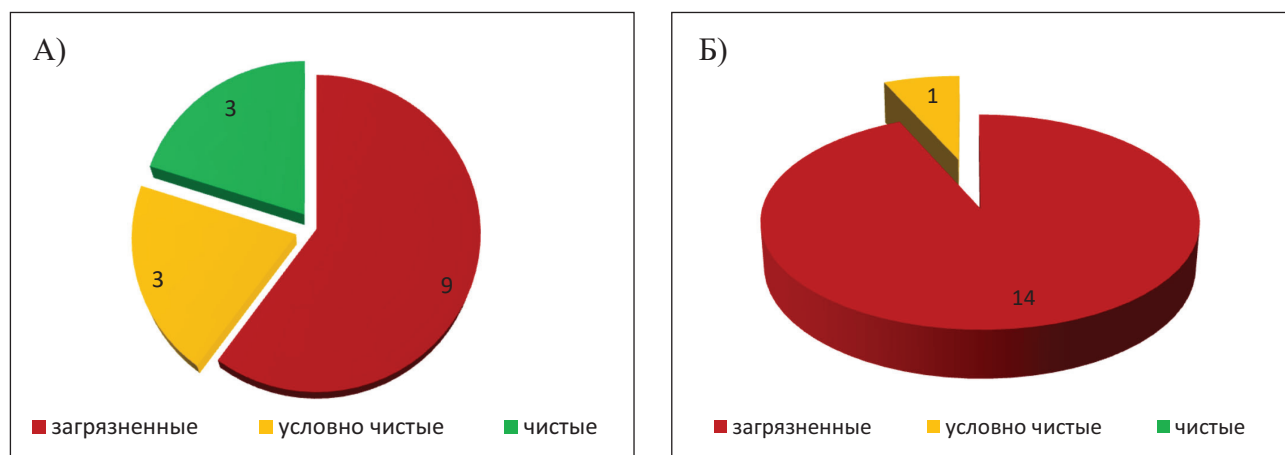 А)
3
3
9
загрязненные условно чистые чистые
Б)
1
14
загрязненные условно чистые чистые